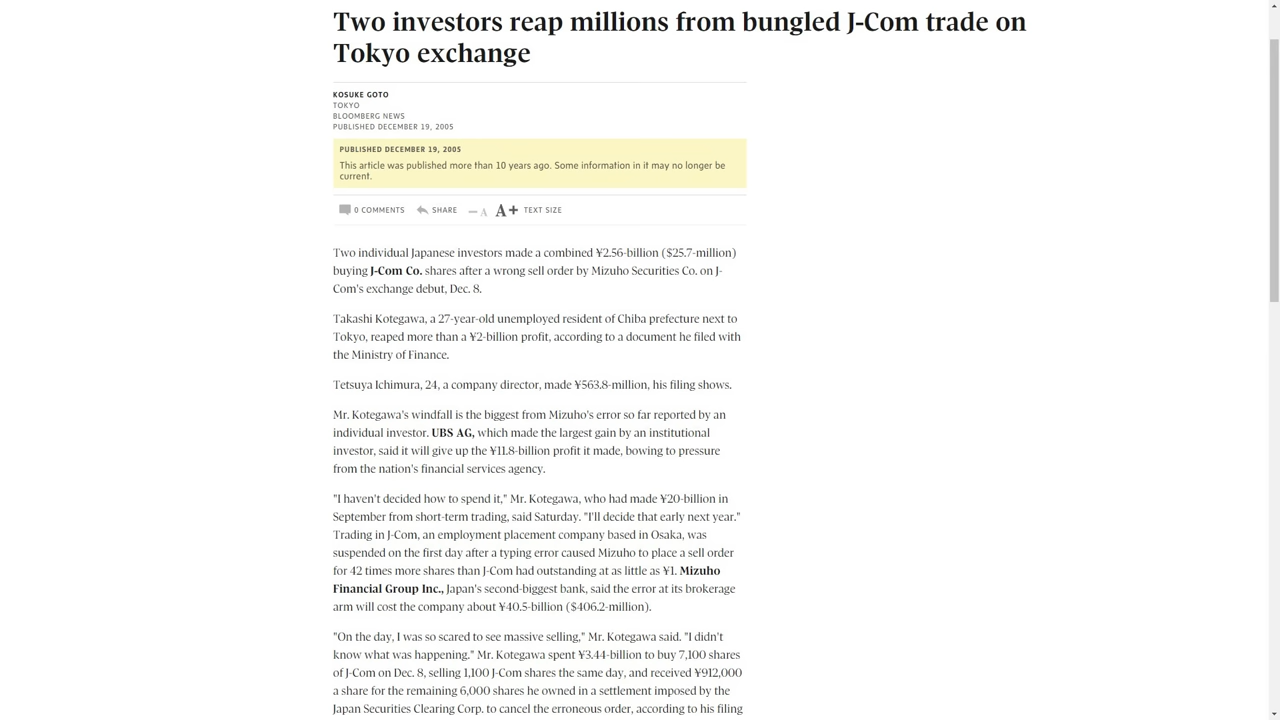 Two investors reap millions from bungled J-Com trade on
Tokyo exchange
KOSUKE GOTO
TOKYO
BLOOMBERG NEWS
PUBLISHED DECEMBER 19, 2005
PUBLISHED DECEMBER 19, 2005
This article was published more than 10 years ago. Some information in it may no longer be
current.
0 COMMENTS SHARE — A A+ TEXT SIZE
Two individual Japanese investors made a combined ¥2.56-billion ($25.7-million)
buying J-Com Co. shares after a wrong sell order by Mizuho Securities Co. on J-
Com's exchange debut, Dec. 8.
Takashi Kotegawa, a 27-year-old unemployed resident of Chiba prefecture next to
Tokyo, reaped more than a ¥2-billion profit, according to a document he filed with
the Ministry of Finance.
Tetsuya Ichimura, 24, a company director, made ¥563.8-million, his filing shows.
Mr. Kotegawa's windfall is the biggest from Mizuho's error so far reported by an
individual investor. UBS AG, which made the largest gain by an institutional
investor, said it will give up the ¥11.8-billion profit it made, bowing to pressure
from the nation's financial services agency.
"I haven't decided how to spend it," Mr. Kotegawa, who had made ¥20-billion in
September from short-term trading, said Saturday. "I'll decide that early next year."
Trading in J-Com, an employment placement company based in Osaka, was
suspended on the first day after a typing error caused Mizuho to place a sell order
for 42 times more shares than J-Com had outstanding at as little as ¥1. Mizuho
Financial Group Inc., Japan's second-biggest bank, said the error at its brokerage
arm will cost the company about ¥40.5-billion ($406.2-million).
"On the day, I was so scared to see massive selling," Mr. Kotegawa said. "I didn't
know what was happening." Mr. Kotegawa spent ¥3.44-billion to buy 7,100 shares
of J-Com on Dec. 8, selling 1,100 J-Com shares the same day, and received ¥912,000
a share for the remaining 6,000 shares he owned in a settlement imposed by the
Japan Securities Clearing Corp. to cancel the erroneous order, according to his filing